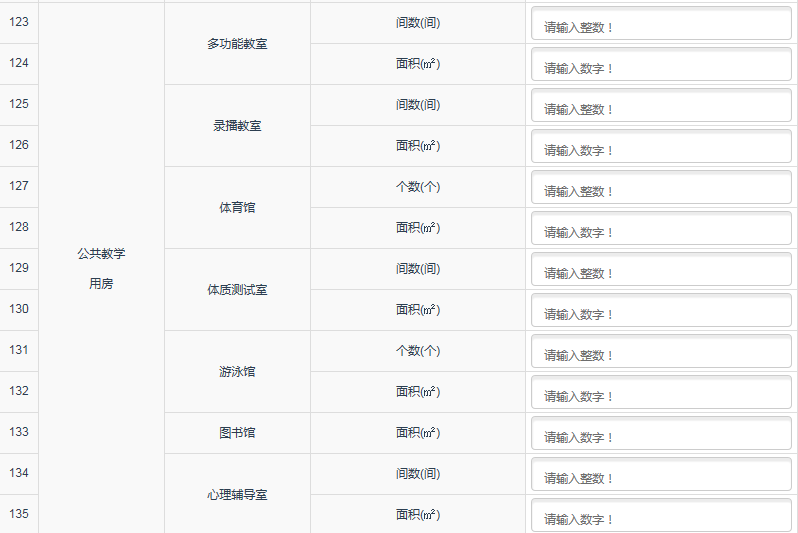 123
多功能教室
间数(间)
请输入整数！
124
面积(㎡)
请输入数字！
125
录播教室
间数(间)
请输入整数！
126
面积(㎡)
请输入数字！
127
体育馆
个数(个)
请输入整数！
128
面积(㎡)
请输入数字！
129
公共教学
用房
体质测试室
间数(间)
请输入整数！
130
面积(㎡)
请输入数字！
131
游泳馆
个数(个)
请输入整数！
132
面积(㎡)
请输入数字！
133
图书馆
面积(㎡)
请输入数字！
134
心理辅导室
间数(间)
请输入整数！
135
面积(㎡)
请输入数字！